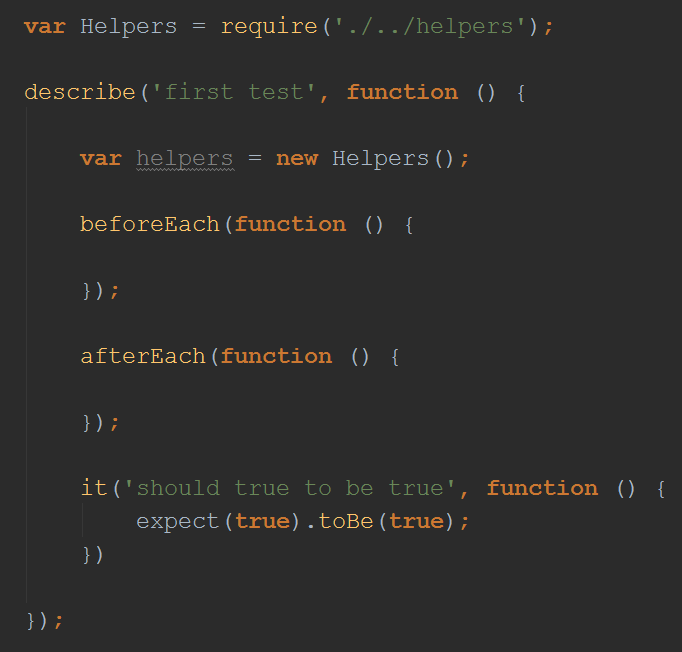 var Helpers = require('./../helpers');
describe('first test', function () {
    var helpers = new Helpers();
    beforeEach(function () {
    });
    afterEach(function () {
    });
    it('should true to be true', function () {
        expect(true).toBe(true);
    })
});